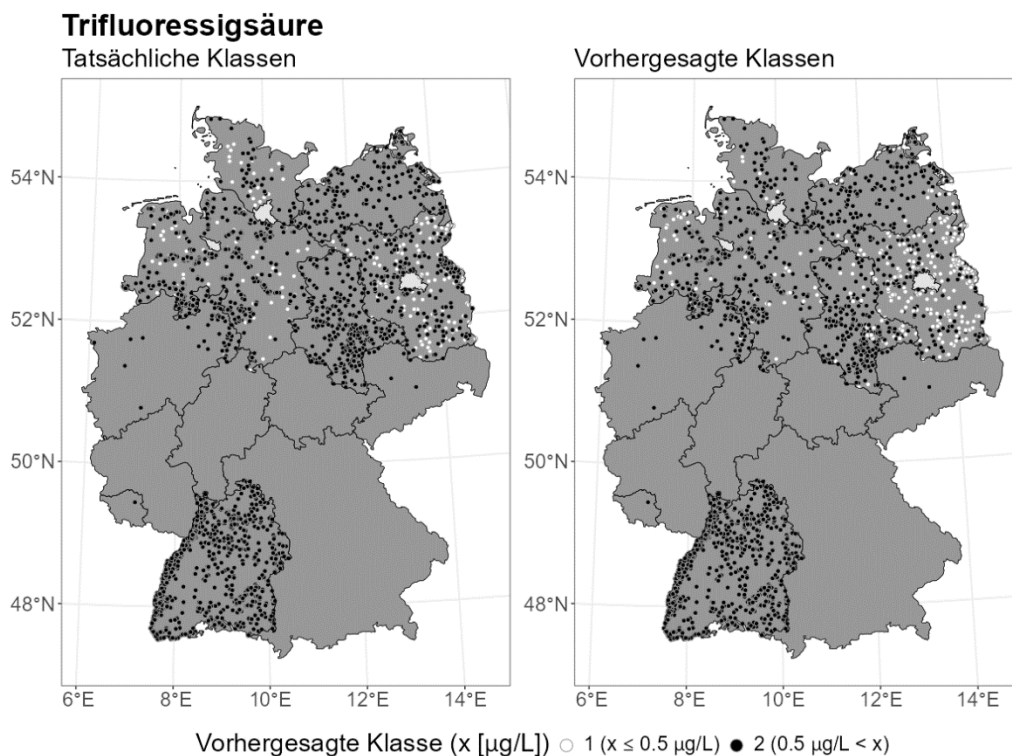 Trifluoressigsäure
Tatsächliche Klassen
Vorhergesagte Klassen
54°N
52°N
50°N
48°N
6°E 8°E 10°E 12°E 14°E
54°N
52°N
50°N
48°N
6°E 8°E 10°E 12°E 14°E
Vorhergesagte Klasse (x [µg/L]) 1 (x ≤ 0.5 µg/L) 2 (0.5 µg/L < x)